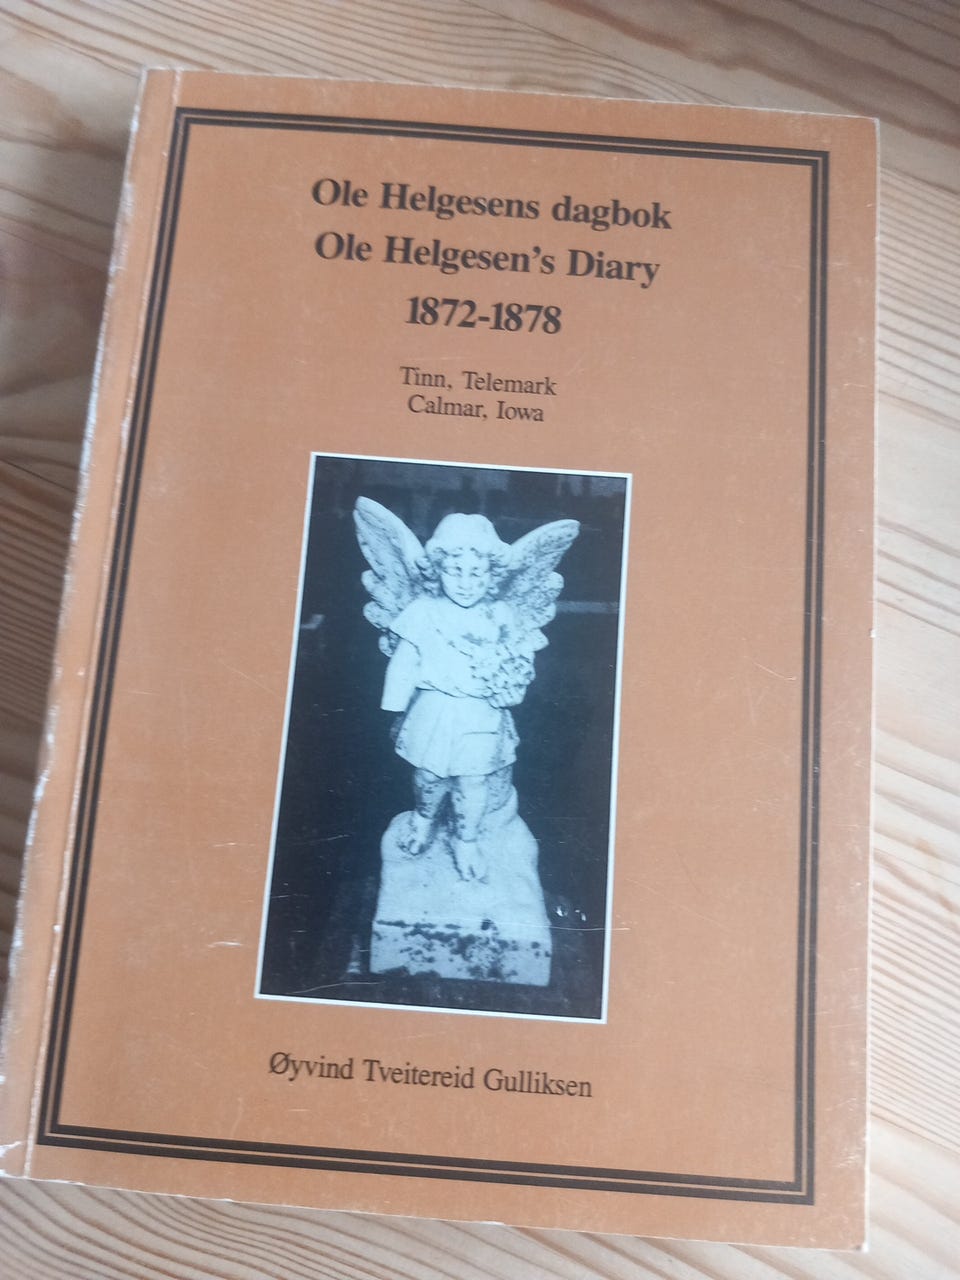 Ole Helgesens dagbok
Ole Helgesen's Diary
1872-1878
Tinn, Telemark
Calmar, Iowa
Øyvind Tveitereid Gulliksen